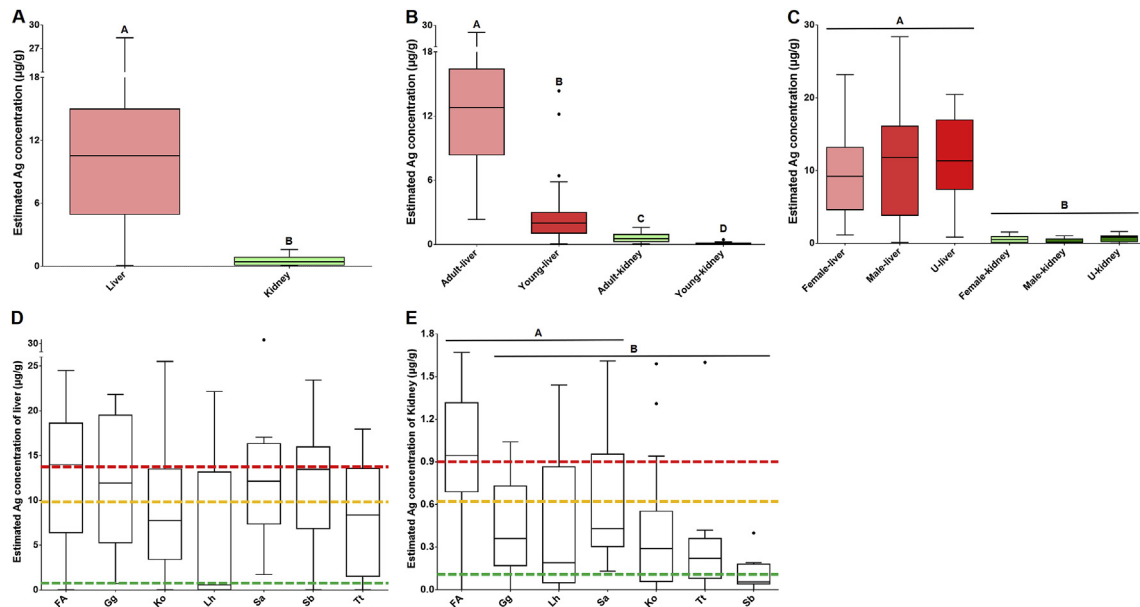 A
B
C
Estimated Ag concentration (μg/g)
30
27
18
12
6
0
A
B
Liver
Kidney
Estimated Ag concentration (μg/g)
30
18
12
6
0
A
B
C
D
Adult-liver
Young-liver
Adult-kidney
Young-kidney
Estimated Ag concentration (μg/g)
30
20
10
0
A
B
Female-liver
Male-liver
U-liver
Female-kidney
Male-kidney
U-kidney
D
E
Estimated Ag concentration of liver (μg/g)
30
25
20
15
10
5
0
FA
Gg
Ko
Lh
Sa
Sb
Tt
Estimated Ag concentration of Kidney (μg/g)
1.8
1.5
1.2
0.9
0.6
0.3
0.0
A
B
FA
Gg
Lh
Sa
Ko
Tt
Sb